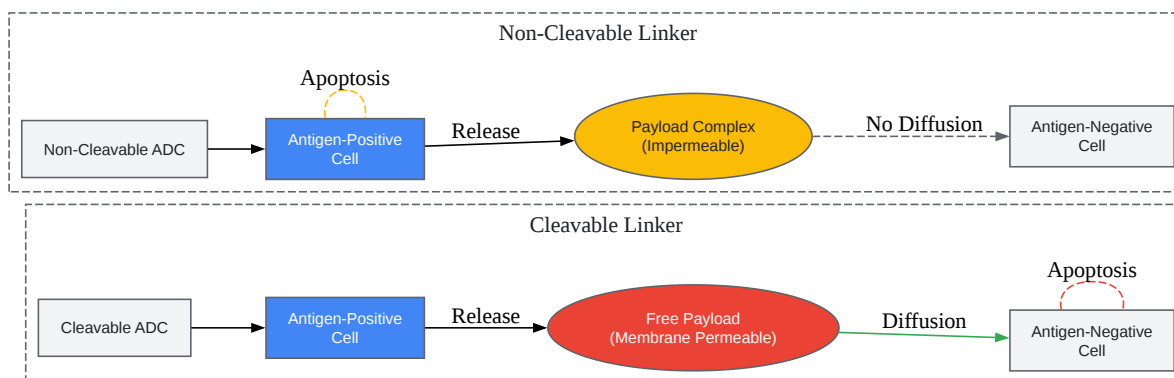 Non-Cleavable Linker
Apoptosis
Non-Cleavable ADC
Antigen-Positive
Cell
Release
Payload Complex
(Impermeable)
No Diffusion
Antigen-Negative
Cell
Cleavable Linker
Cleavable ADC
Antigen-Positive
Cell
Release
Free Payload
(Membrane Permeable)
Diffusion
Apoptosis
Antigen-Negative
Cell